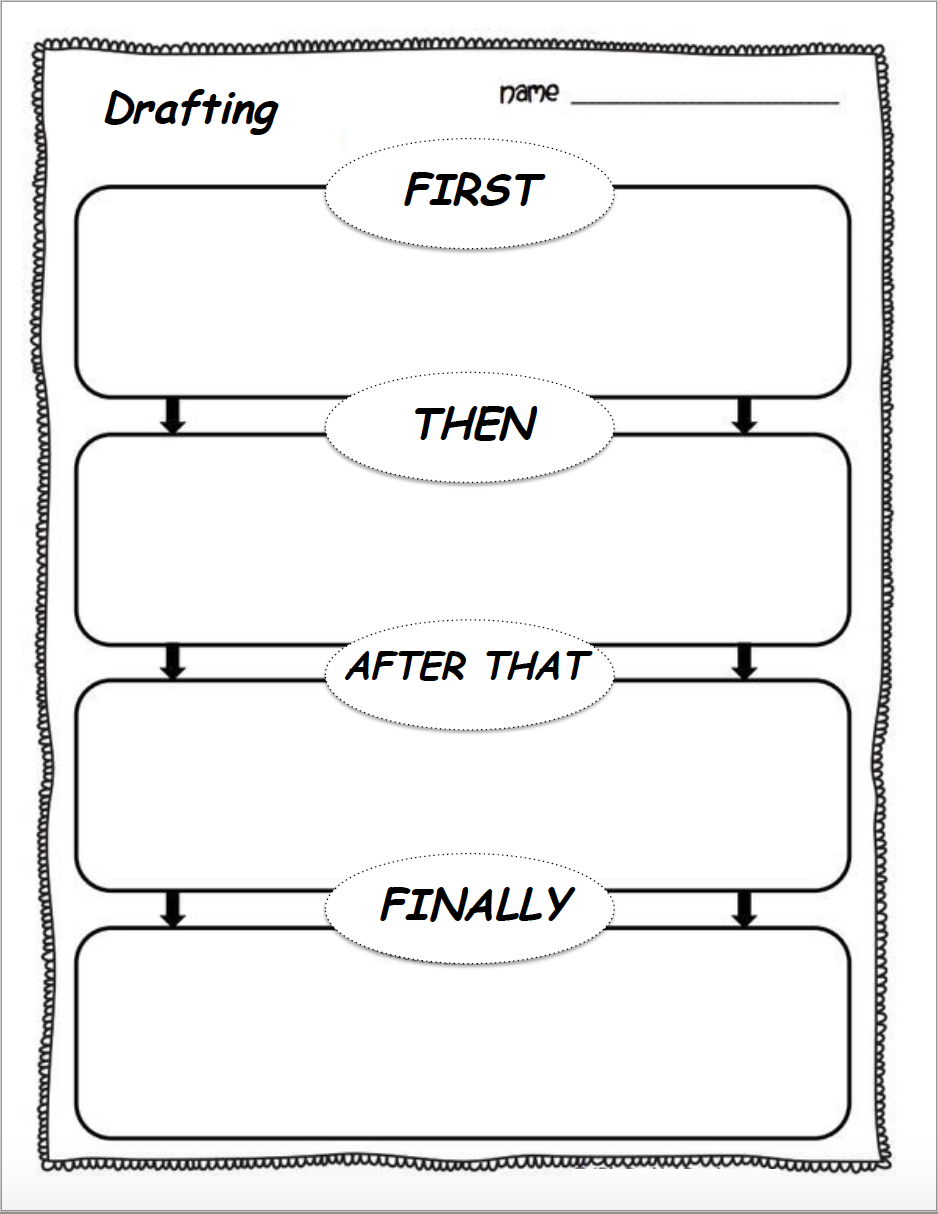 Drafting name
FIRST
THEN
AFTER THAT
FINALLY